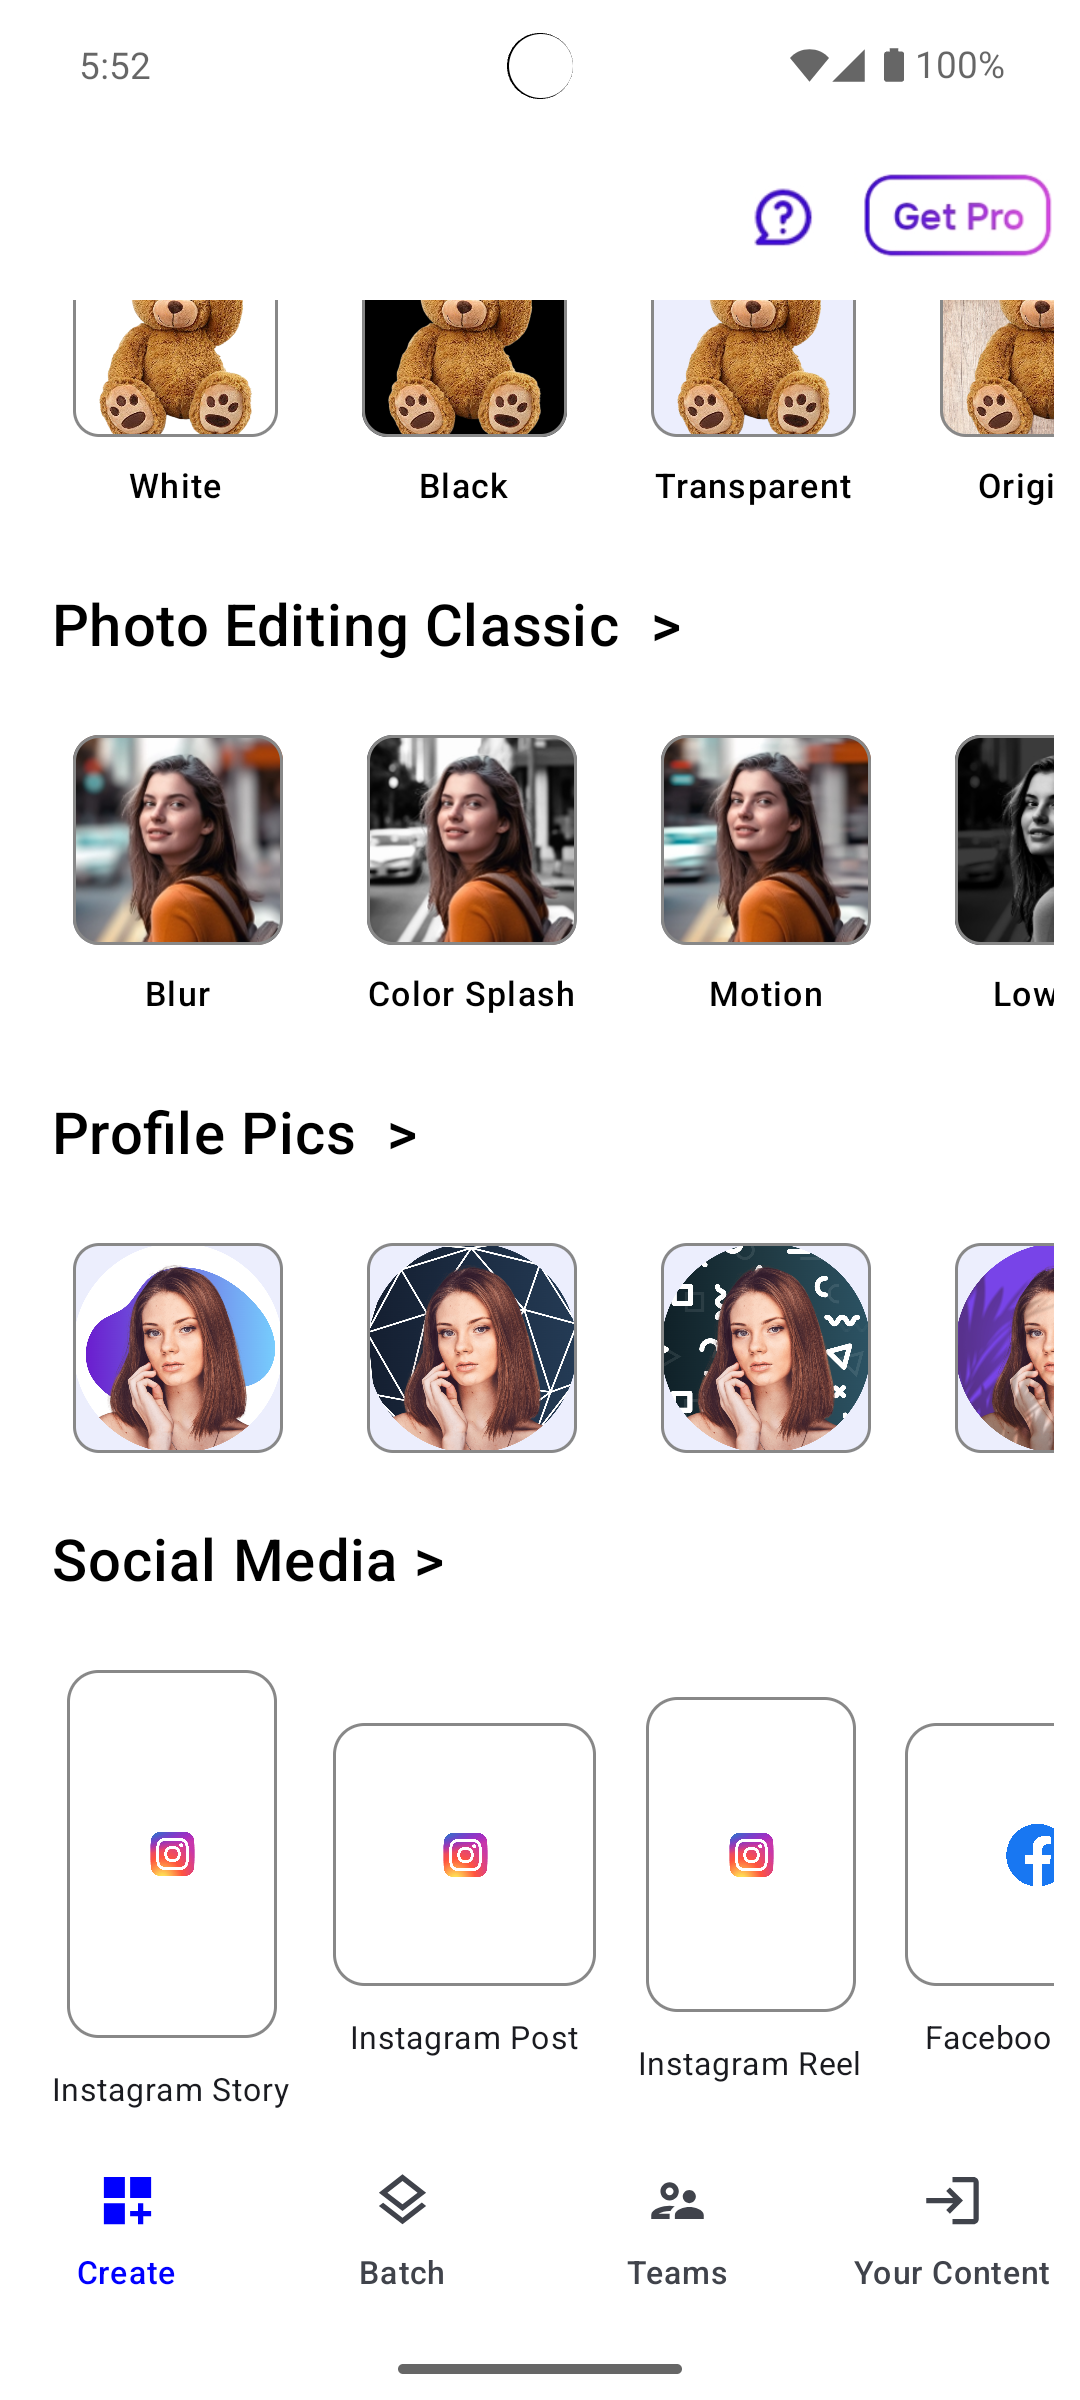 5:52
100%
Get Pro
White
Black
Transparent
Origi
Photo Editing Classic >
Blur
Color Splash
Motion
Low
Profile Pics >
Social Media >
Instagram Story
Instagram Post
Instagram Reel
Faceboo
Create
Batch
Teams
Your Content